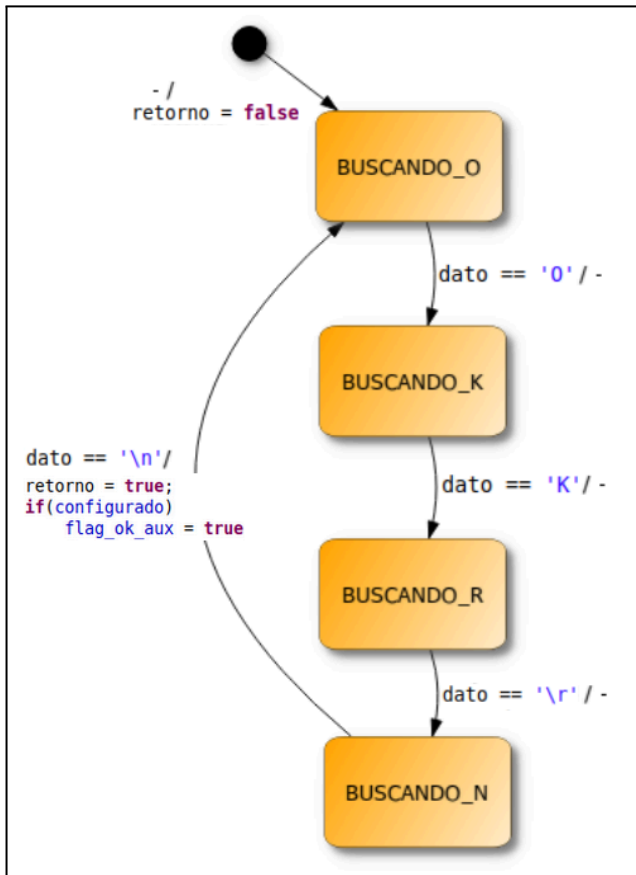 - /
retorno = false
BUSCANDO_O
dato == 'O'/ -
BUSCANDO_K
dato == '\n'/
retorno = true;
if(configurado)
flag_ok_aux = true
dato == 'K'/ -
BUSCANDO_R
dato == '\r'/ -
BUSCANDO_N